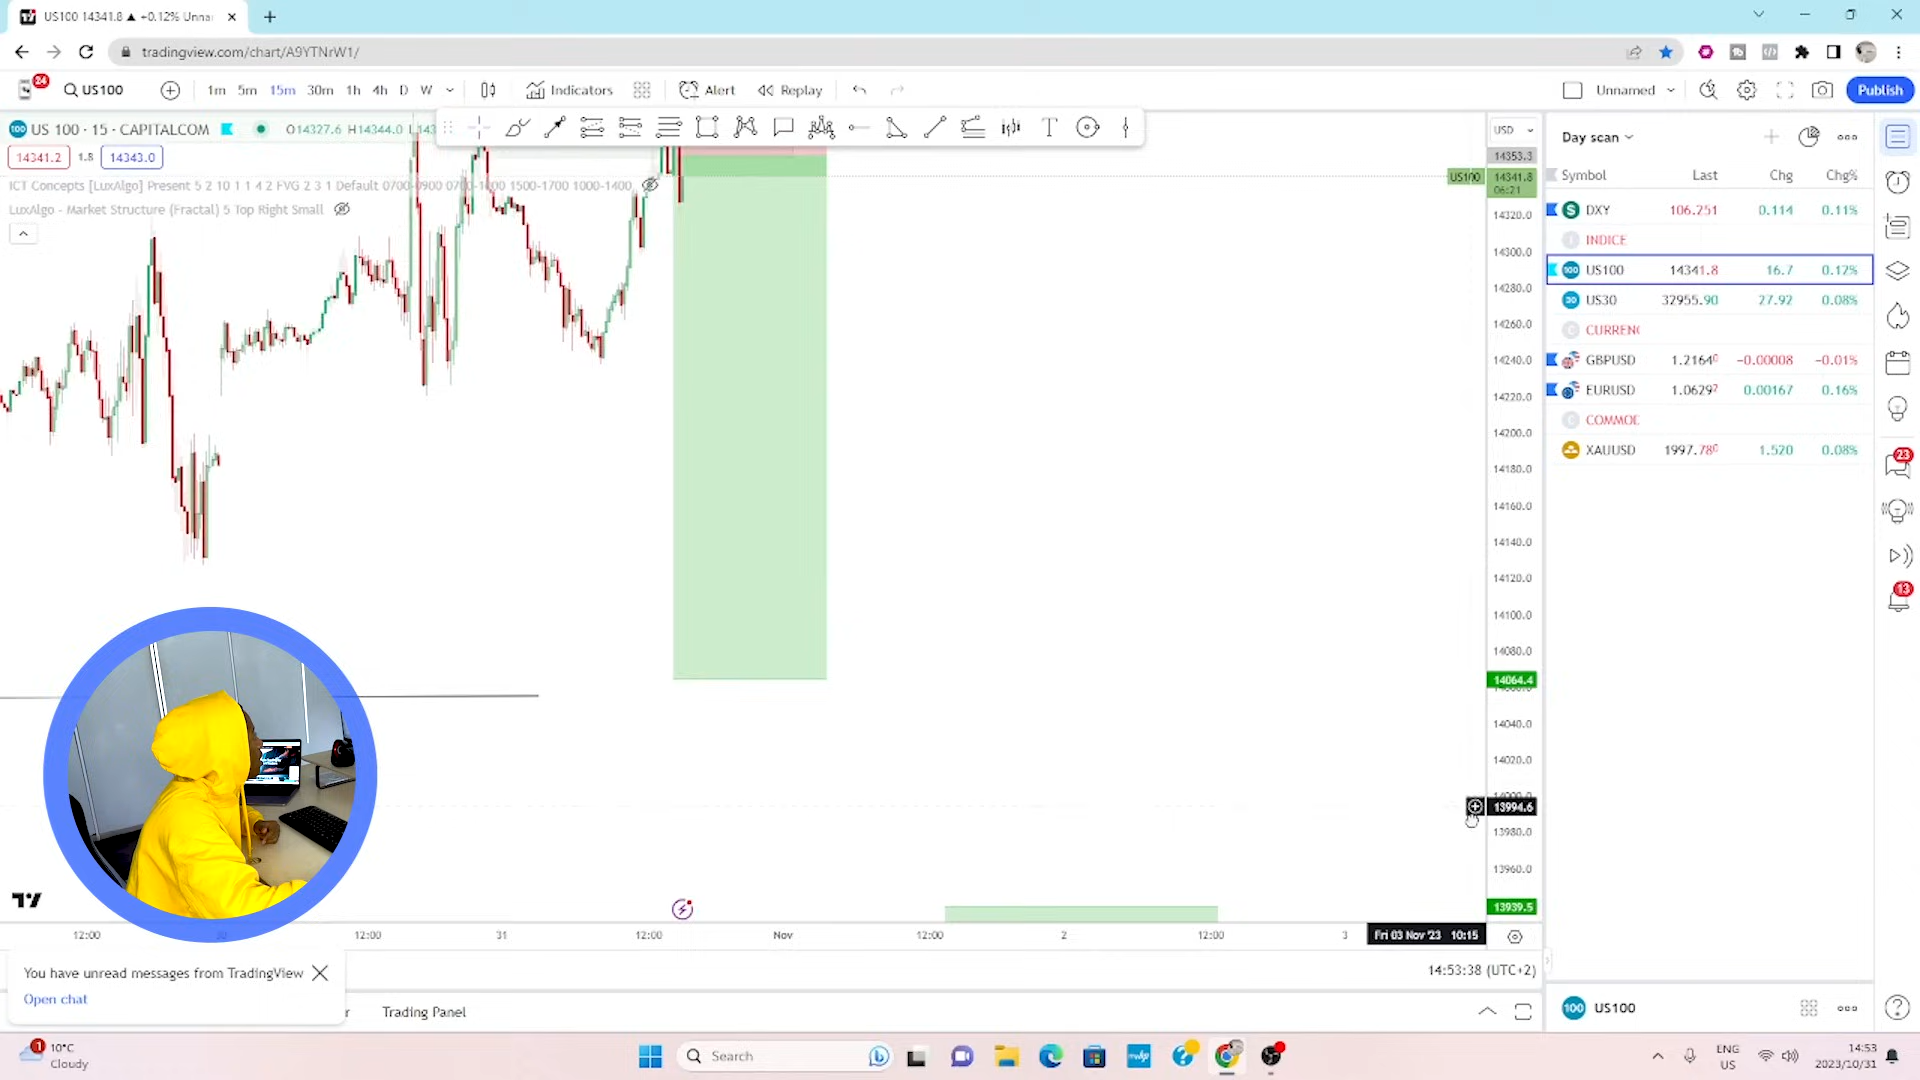 US100 14341.8 ▲ +0.12% Unna
tradingview.com/chart/A9YTNrW1/
24
US100
1m 5m 15m 30m 1h 4h D W
Indicators
Alert
Replay
Unnamed
Publish
US 100 · 15 · CAPITALCOM
O14327.6 H14344.0
14341.2 1.8 14343.0
ICT Concepts [LuxAlgo] Present 5 2 10 1 1 4 2 FVG 2 3 1 Default 0700-0900 1500-1700 1000-1400
LuxAlgo - Market Structure (Fractal) 5 Top Right Small
USD
14353.3
US100 14341.8
06:21
14320.0
14300.0
14280.0
14260.0
14240.0
14220.0
14200.0
14180.0
14160.0
14140.0
14120.0
14100.0
14080.0
14064.4
14040.0
14020.0
13994.6
13980.0
13960.0
13939.5
12:00 12:00 31 12:00 Nov 12:00 2 12:00 3 Fri 03 Nov '23 10:15
14:53:38 (UTC+2)
Day scan
Symbol Last Chg Chg%
DXY 106.251 0.114 0.11%
INDICE
US100 14341.8 16.7 0.12%
US30 32955.90 27.92 0.08%
CURRENC
GBPUSD 1.21640 −0.00008 −0.01%
EURUSD 1.06292 0.00167 0.16%
COMMOD
XAUUSD 1997.780 1.520 0.08%
23
13
US100
You have unread messages from TradingView
Open chat
Trading Panel
1
10°C
Cloudy
Search
ENG
US
14:53
2023/10/31